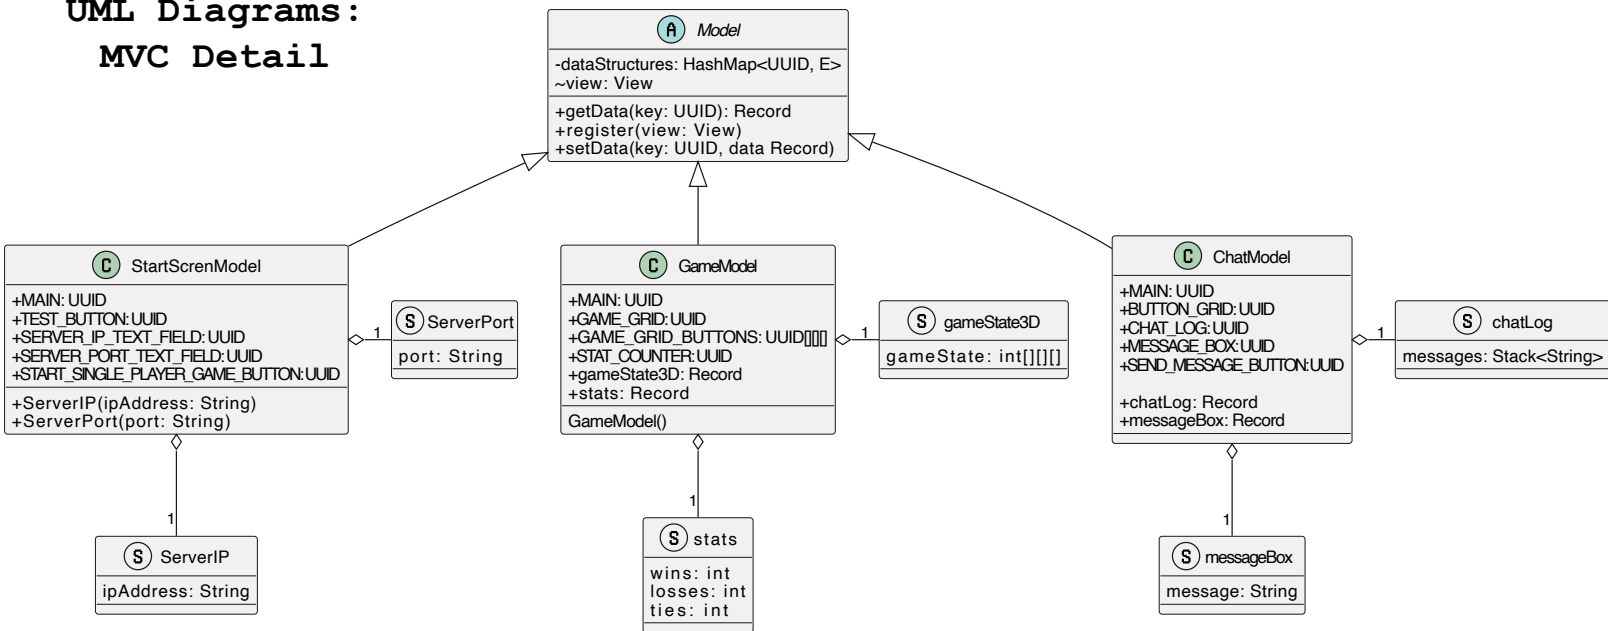 UML Diagrams:
MVC Detail
A Model
-dataStructures: HashMap<UUID, E>
~view: View
+getData(key: UUID): Record
+register(view: View)
+setData(key: UUID, data Record)
C StartScrenModel
+MAIN: UUID
+TEST_BUTTON: UUID
+SERVER_IP_TEXT_FIELD: UUID
+SERVER_PORT_TEXT_FIELD: UUID
+START_SINGLE_PLAYER_GAME_BUTTON: UUID
+ServerIP(ipAddress: String)
+ServerPort(port: String)
1
S ServerPort
port: String
C GameModel
+MAIN: UUID
+GAME_GRID: UUID
+GAME_GRID_BUTTONS: UUID[][][]
+STAT_COUNTER: UUID
+gameState3D: Record
+stats: Record
GameModel()
1
S gameState3D
gameState: int[][][]
C ChatModel
+MAIN: UUID
+BUTTON_GRID: UUID
+CHAT_LOG: UUID
+MESSAGE_BOX: UUID
+SEND_MESSAGE_BUTTON: UUID
+chatLog: Record
+messageBox: Record
1
S chatLog
messages: Stack<String>
1
S ServerIP
ipAddress: String
1
S stats
wins: int
losses: int
ties: int
1
S messageBox
message: String